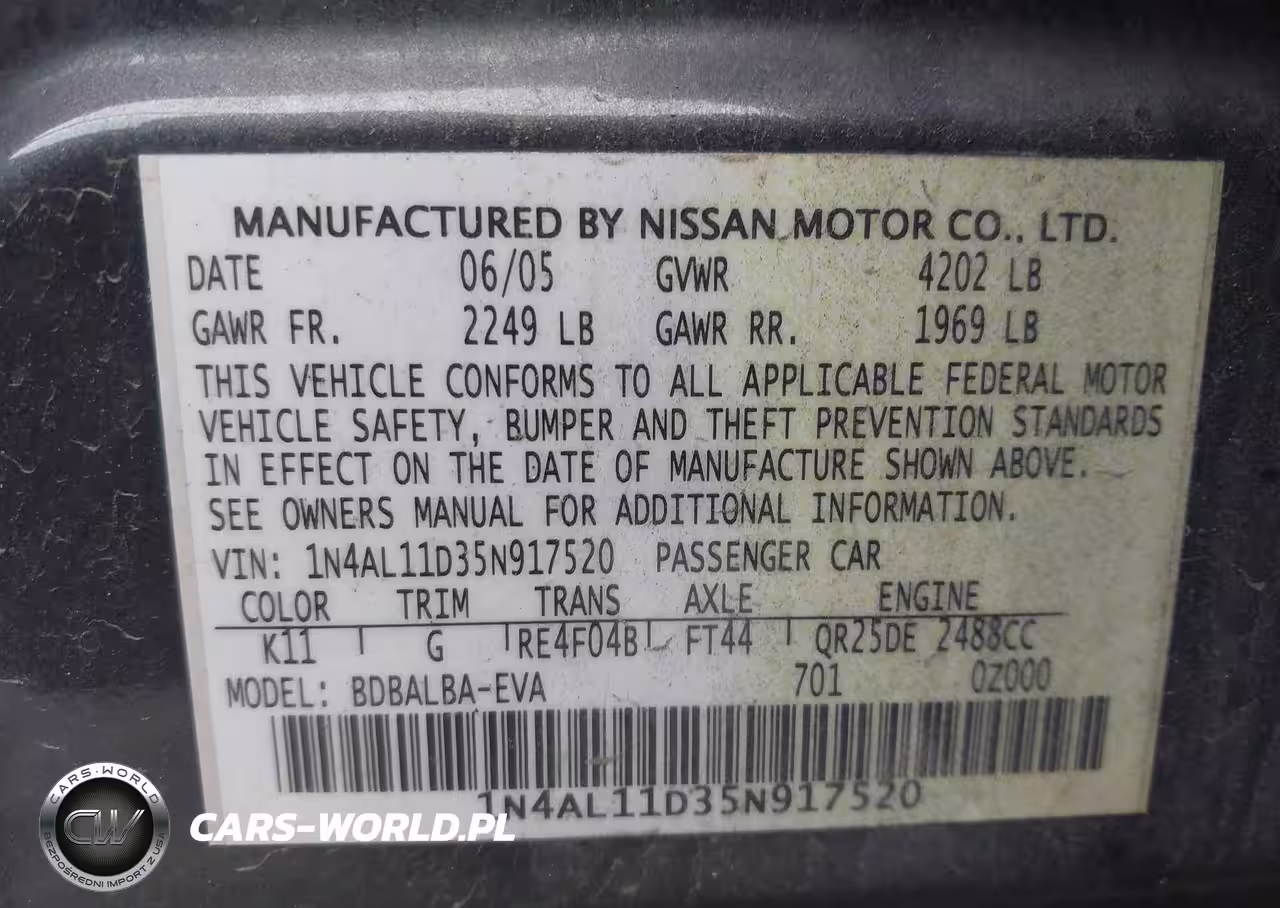 MANUFACTURED BY NISSAN MOTOR CO., LTD.
DATE 06/05 GVWR 4202 LB
GAWR FR. 2249 LB GAWR RR. 1969 LB
THIS VEHICLE CONFORMS TO ALL APPLICABLE FEDERAL MOTOR
VEHICLE SAFETY, BUMPER AND THEFT PREVENTION STANDARDS
IN EFFECT ON THE DATE OF MANUFACTURE SHOWN ABOVE.
SEE OWNERS MANUAL FOR ADDITIONAL INFORMATION.
VIN: 1N4AL11D35N917520 PASSENGER CAR
COLOR TRIM TRANS AXLE ENGINE
K11 G RE4F04B FT44 QR25DE 2488CC
MODEL: BDBALBA-EVA 701 0Z000
1N4AL11D35N917520
CARS-WORLD
CW
BEZPOŚREDNI IMPORT Z USA
CARS-WORLD.PL